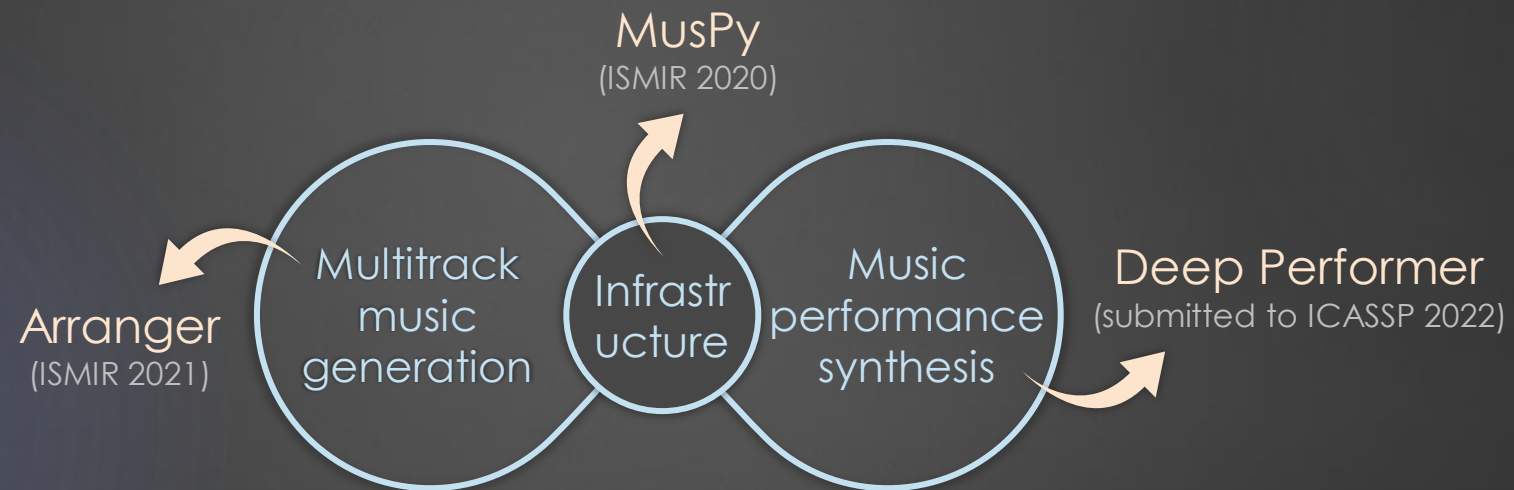 MusPy
(ISMIR 2020)
Arranger
(ISMIR 2021)
Multitrack
music
generation
Infrastr
ucture
Music
performance
synthesis
Deep Performer
(submitted to ICASSP 2022)